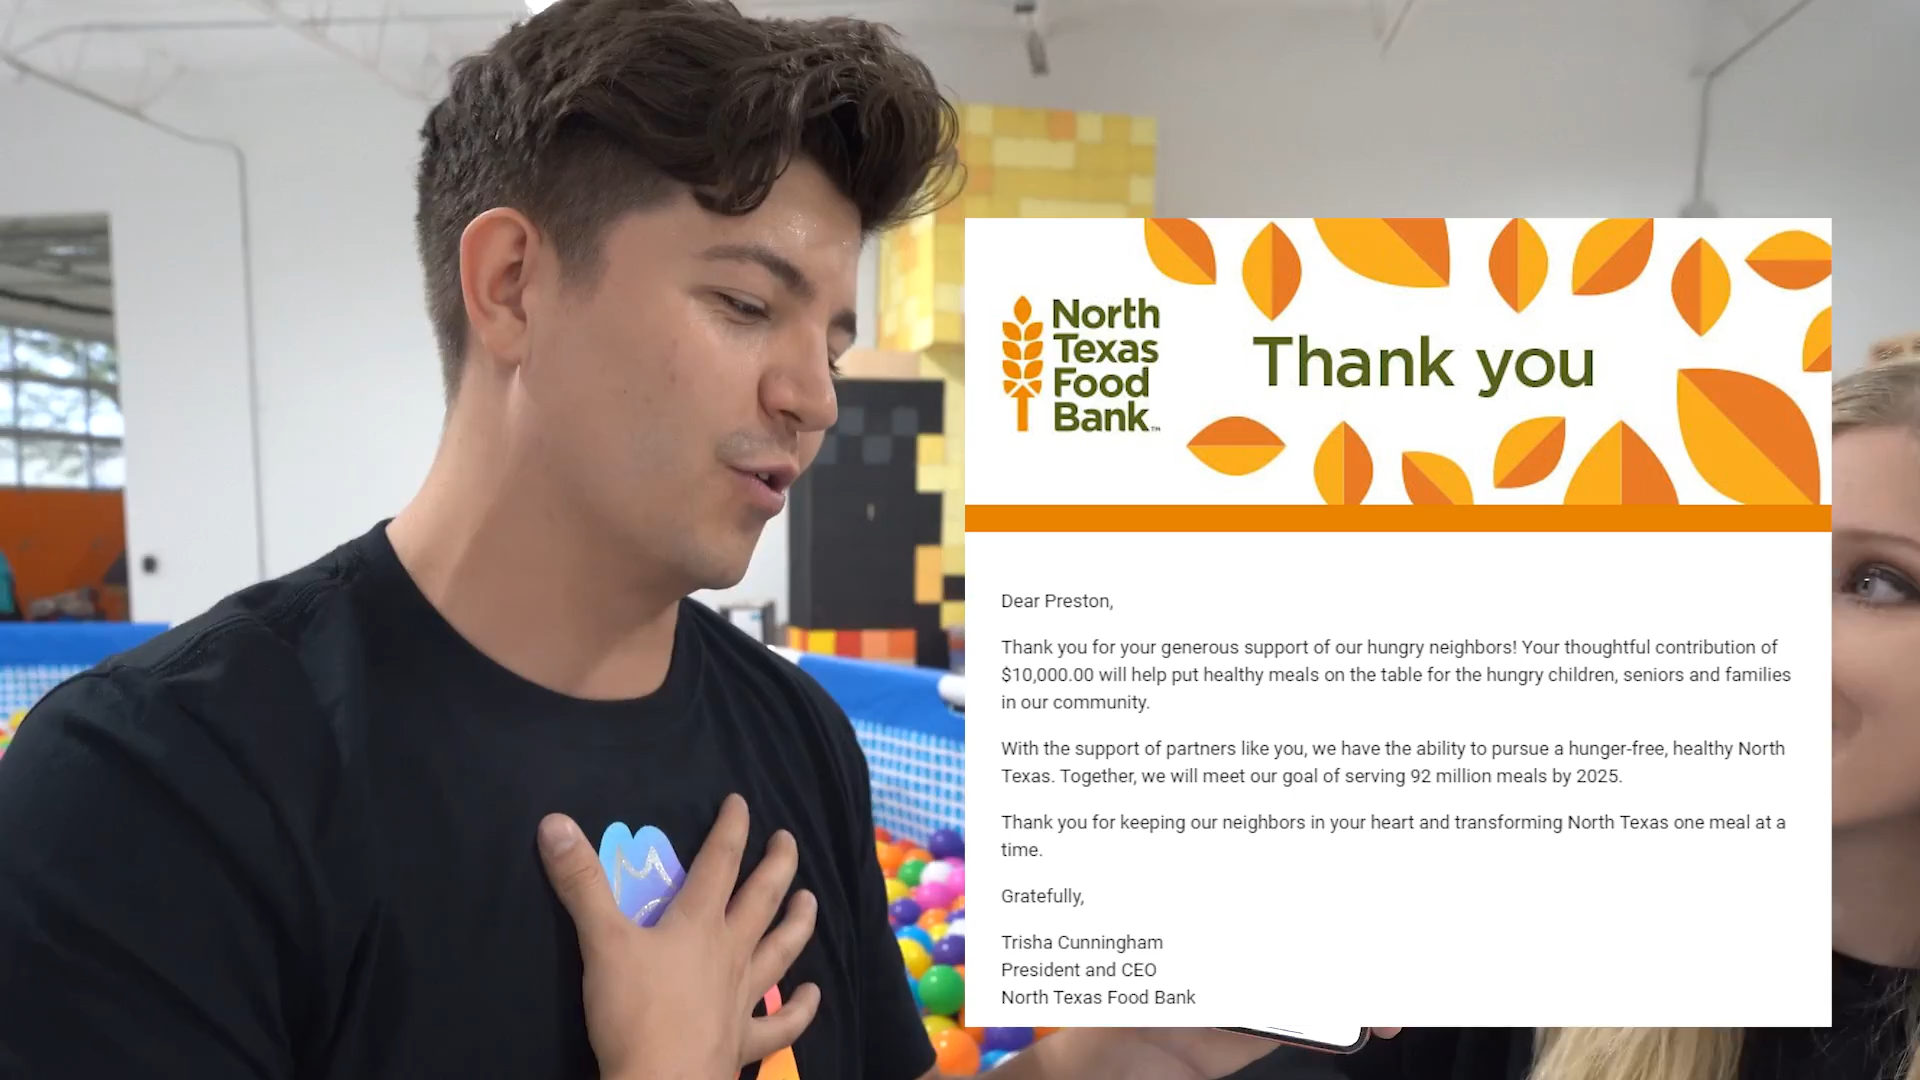 North
Texas
Food
Bank™
Thank you
Dear Preston,
Thank you for your generous support of our hungry neighbors! Your thoughtful contribution of
$10,000.00 will help put healthy meals on the table for the hungry children, seniors and families
in our community.
With the support of partners like you, we have the ability to pursue a hunger-free, healthy North
Texas. Together, we will meet our goal of serving 92 million meals by 2025.
Thank you for keeping our neighbors in your heart and transforming North Texas one meal at a
time.
Gratefully,
Trisha Cunningham
President and CEO
North Texas Food Bank